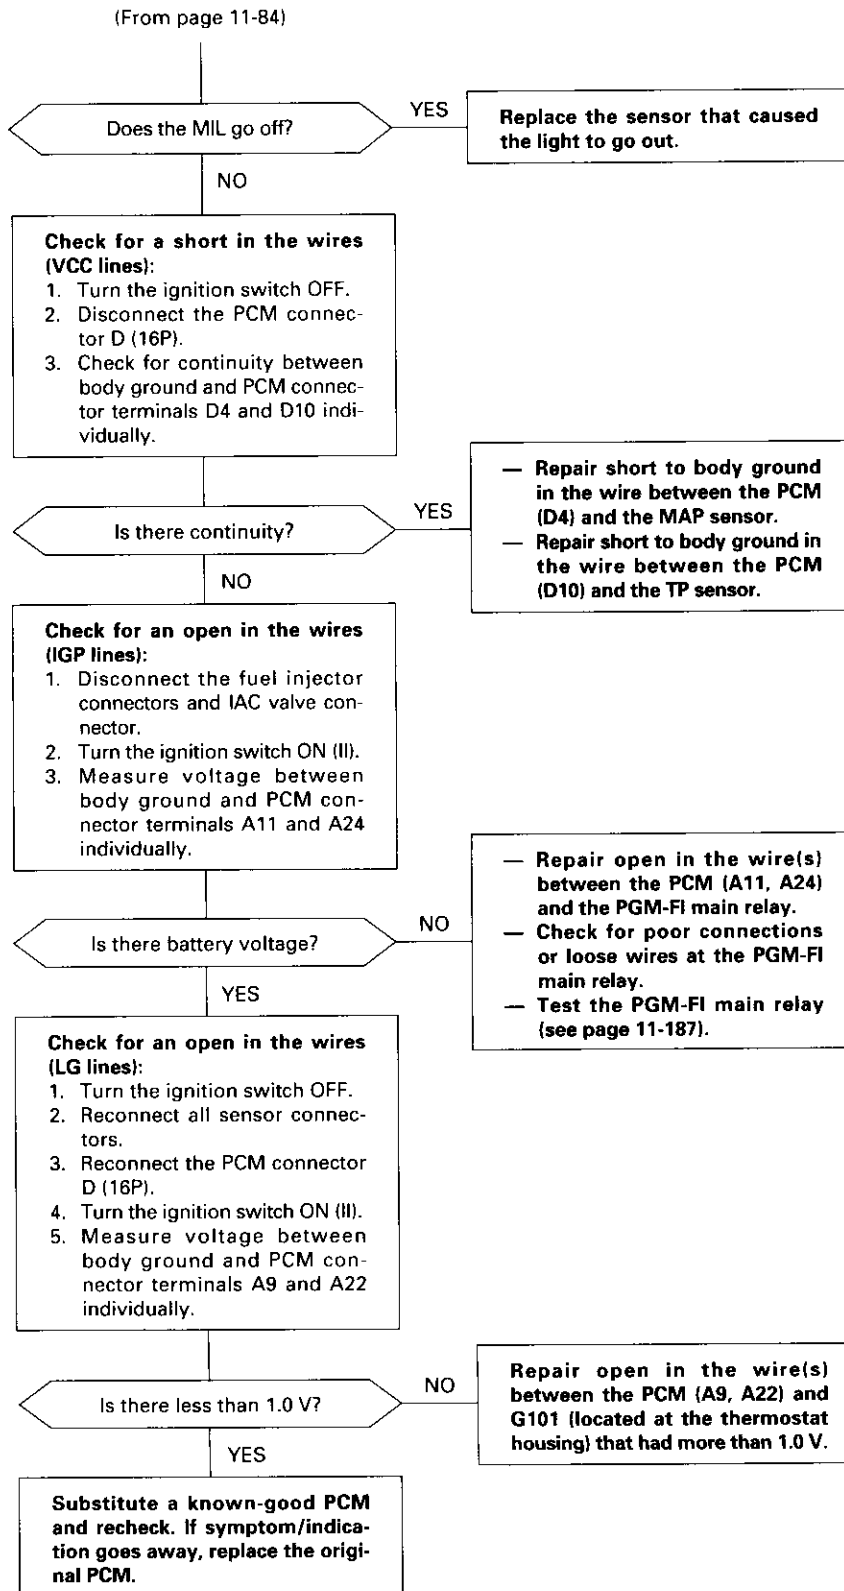 (From page 11-84)
Does the MIL go off?
YES
Replace the sensor that caused
the light to go out.
NO
Check for a short in the wires
(VCC lines):
1. Turn the ignition switch OFF.
2. Disconnect the PCM connec-
tor D (16P).
3. Check for continuity between
body ground and PCM connec-
tor terminals D4 and D10 indi-
vidually.
Is there continuity?
YES
— Repair short to body ground
in the wire between the PCM
(D4) and the MAP sensor.
— Repair short to body ground in
the wire between the PCM
(D10) and the TP sensor.
NO
Check for an open in the wires
(IGP lines):
1. Disconnect the fuel injector
connectors and IAC valve con-
nector.
2. Turn the ignition switch ON (II).
3. Measure voltage between
body ground and PCM con-
nector terminals A11 and A24
individually.
Is there battery voltage?
NO
— Repair open in the wire(s)
between the PCM (A11, A24)
and the PGM-FI main relay.
— Check for poor connections
or loose wires at the PGM-FI
main relay.
— Test the PGM-FI main relay
(see page 11-187).
YES
Check for an open in the wires
(LG lines):
1. Turn the ignition switch OFF.
2. Reconnect all sensor connec-
tors.
3. Reconnect the PCM connector
D (16P).
4. Turn the ignition switch ON (II).
5. Measure voltage between
body ground and PCM con-
nector terminals A9 and A22
individually.
Is there less than 1.0 V?
NO
Repair open in the wire(s)
between the PCM (A9, A22) and
G101 (located at the thermostat
housing) that had more than 1.0 V.
YES
Substitute a known-good PCM
and recheck. If symptom/indica-
tion goes away, replace the origi-
nal PCM.